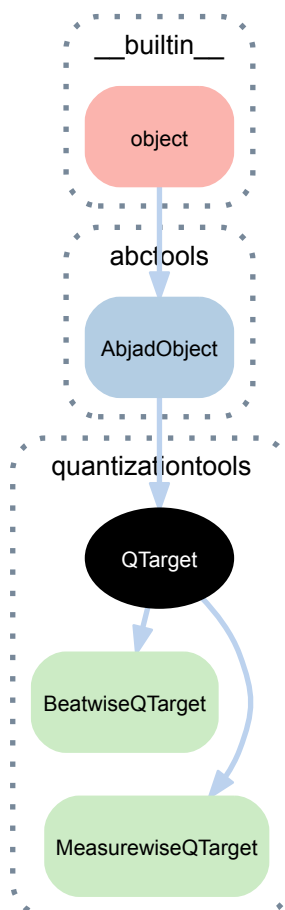 __builtin__
object
abctools
AbjadObject
quantizationtools
QTarget
BeatwiseQTarget
MeasurewiseQTarget